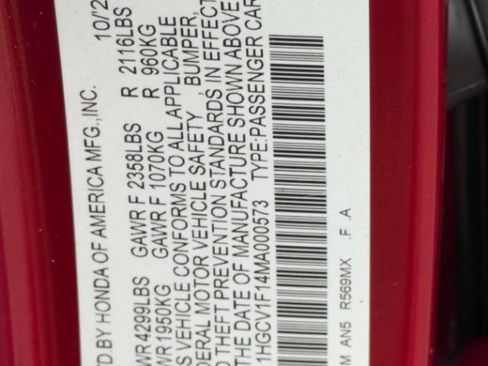 TD.BY HONDA OF AMERICA MFG.,INC. 10/2
WR4299LBS GAWR F 2358LBS R 2116LBS
WR1950KG GAWR F 1070KG R 960KG
S VEHICLE CONFORMS TO ALL APPLICABLE
DERAL MOTOR VEHICLE SAFETY , BUMPER,
D THEFT PREVENTION STANDARDS IN EFFECT
THE DATE OF MANUFACTURE SHOWN ABOVE
1HGCV1F14MA000573 TYPE:PASSENGER CAR
M AN5 R569MX .F .A